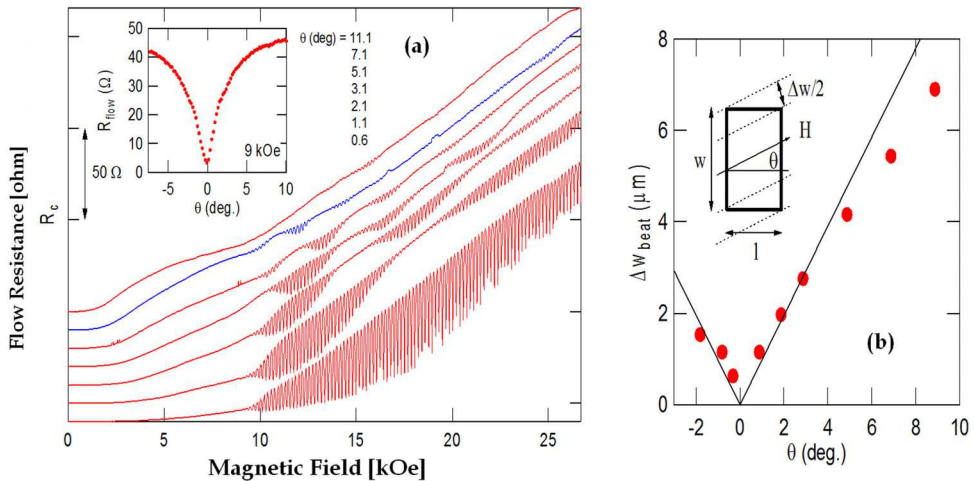 (a)
θ (deg) = 11.1
7.1
5.1
3.1
2.1
1.1
0.6
50
40
30
20
10
0
R_flow (Ω)
9 kOe
-5
0
5
10
θ (deg.)
Flow Resistance [ohm]
R_c
50 Ω
0
5
10
15
20
25
Magnetic Field [kOe]
8
6
4
2
0
Δw_beat (μm)
Δw/2
H
w
θ
l
(b)
-2
0
2
4
6
8
10
θ (deg.)